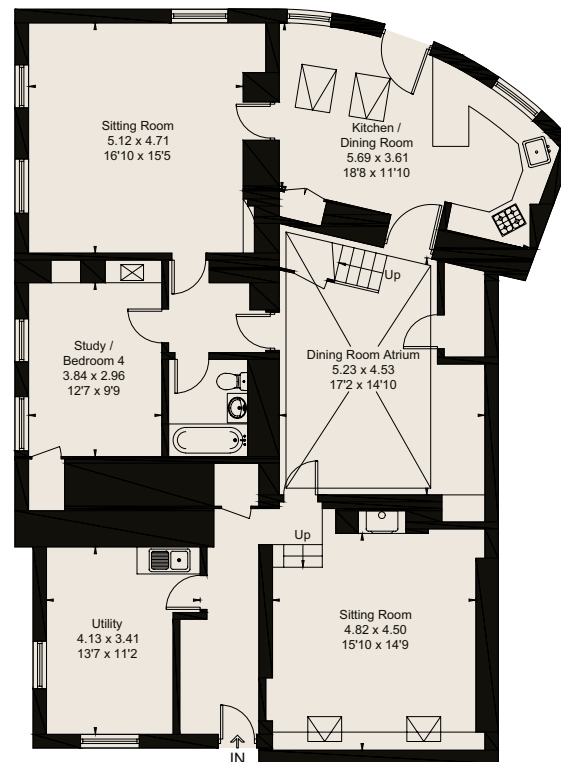 Sitting Room
5.12 x 4.71
16'10 x 15'5
Kitchen /
Dining Room
5.69 x 3.61
18'8 x 11'10
Up
Study /
Bedroom 4
3.84 x 2.96
12'7 x 9'9
Dining Room Atrium
5.23 x 4.53
17'2 x 14'10
Up
Utility
4.13 x 3.41
13'7 x 11'2
Sitting Room
4.82 x 4.50
15'10 x 14'9
IN